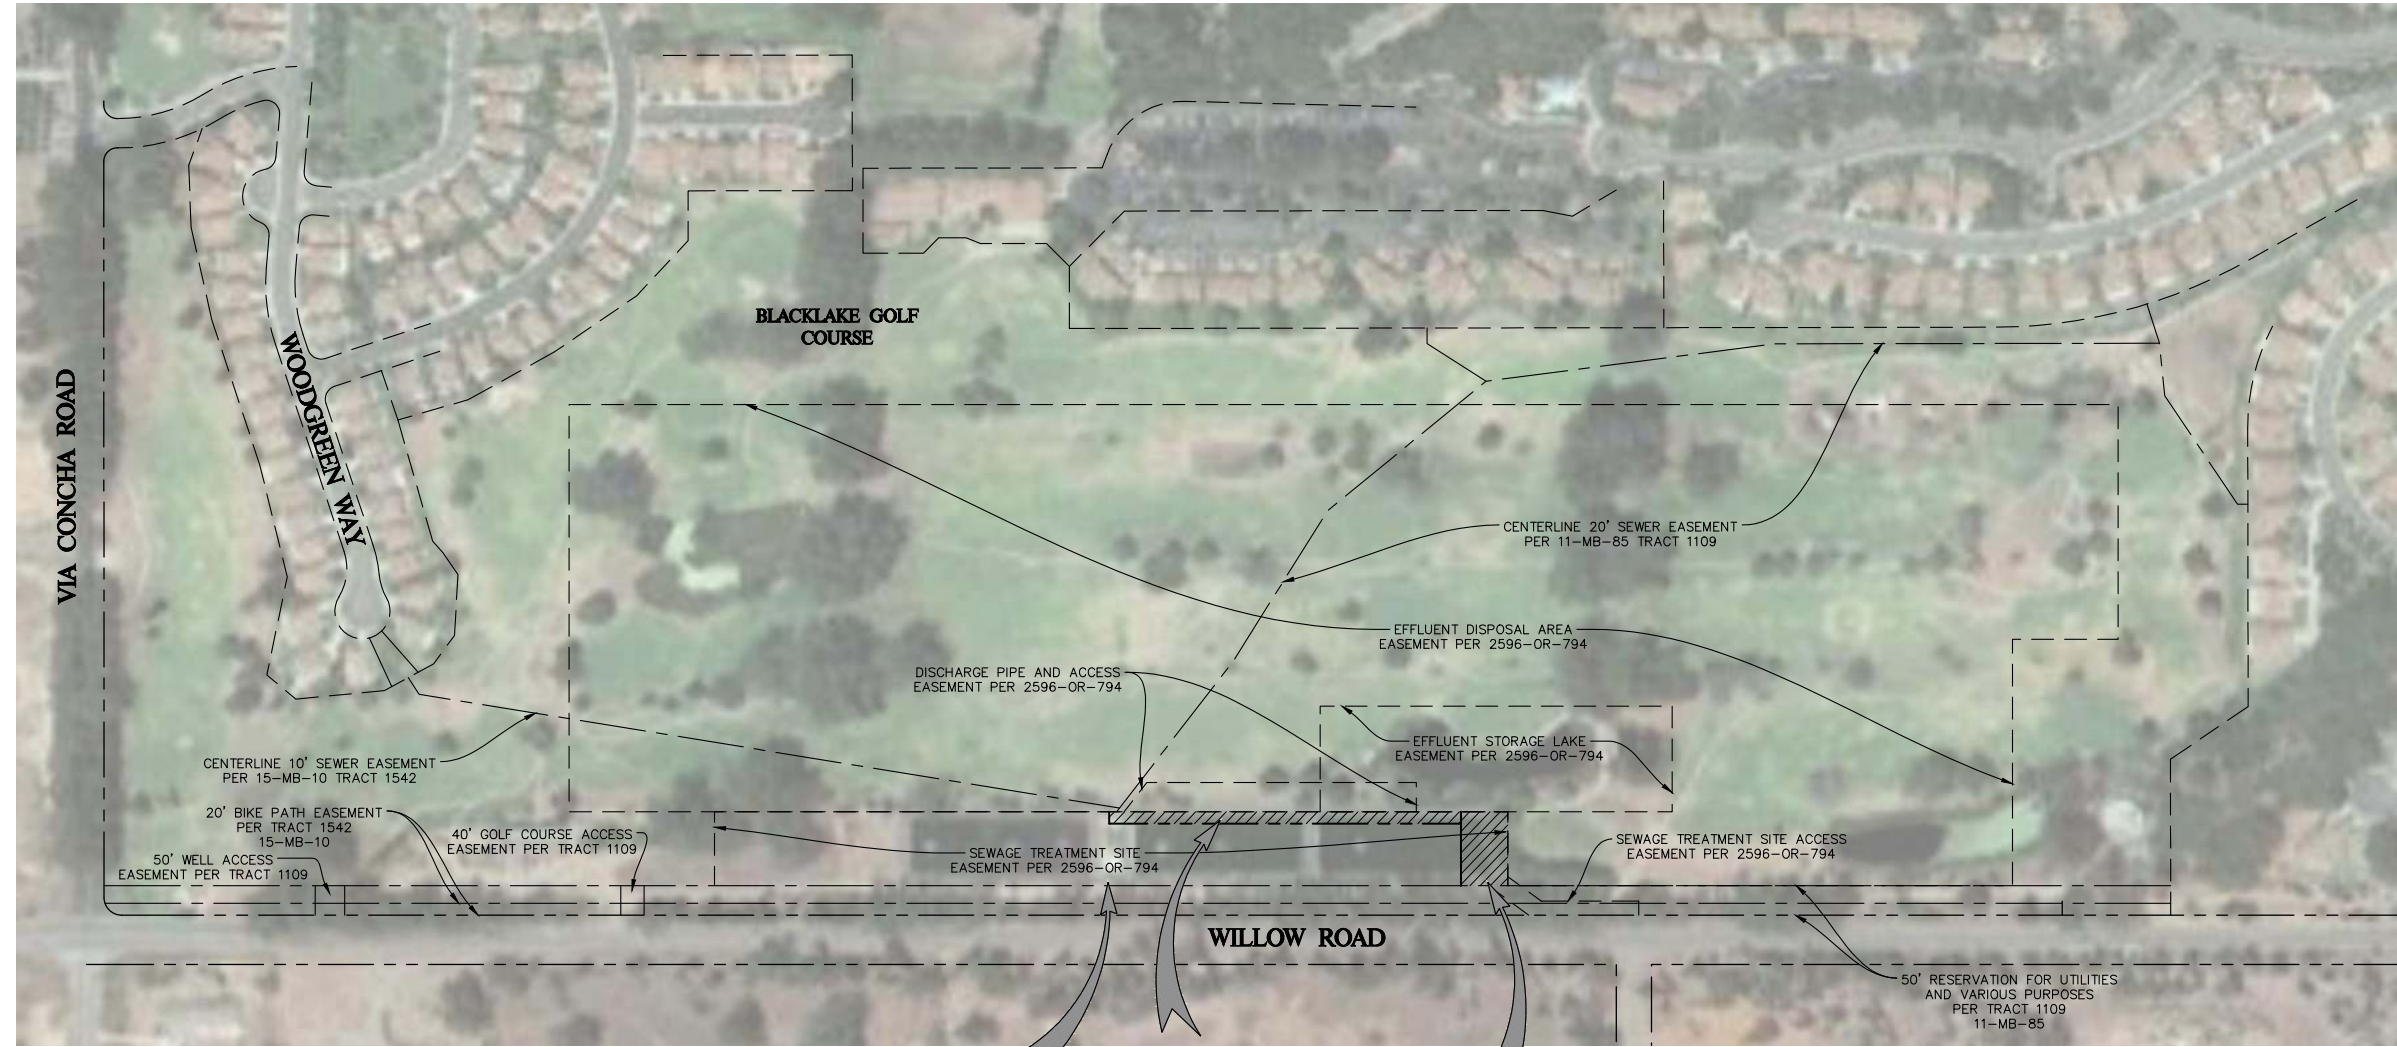 BLACKLAKE GOLF
COURSE
WOODGREEN WAY
VIA CONCHA ROAD
CENTERLINE 20' SEWER EASEMENT
PER 11-MB-85 TRACT 1109
EFFLUENT DISPOSAL AREA
EASEMENT PER 2596-OR-794
DISCHARGE PIPE AND ACCESS
EASEMENT PER 2596-OR-794
EFFLUENT STORAGE LAKE
EASEMENT PER 2596-OR-794
CENTERLINE 10' SEWER EASEMENT
PER 15-MB-10 TRACT 1542
20' BIKE PATH EASEMENT
PER TRACT 1542
15-MB-10
40' GOLF COURSE ACCESS
EASEMENT PER TRACT 1109
50' WELL ACCESS
EASEMENT PER TRACT 1109
SEWAGE TREATMENT SITE
EASEMENT PER 2596-OR-794
SEWAGE TREATMENT SITE ACCESS
EASEMENT PER 2596-OR-794
WILLOW ROAD
50' RESERVATION FOR UTILITIES
AND VARIOUS PURPOSES
PER TRACT 1109
11-MB-85